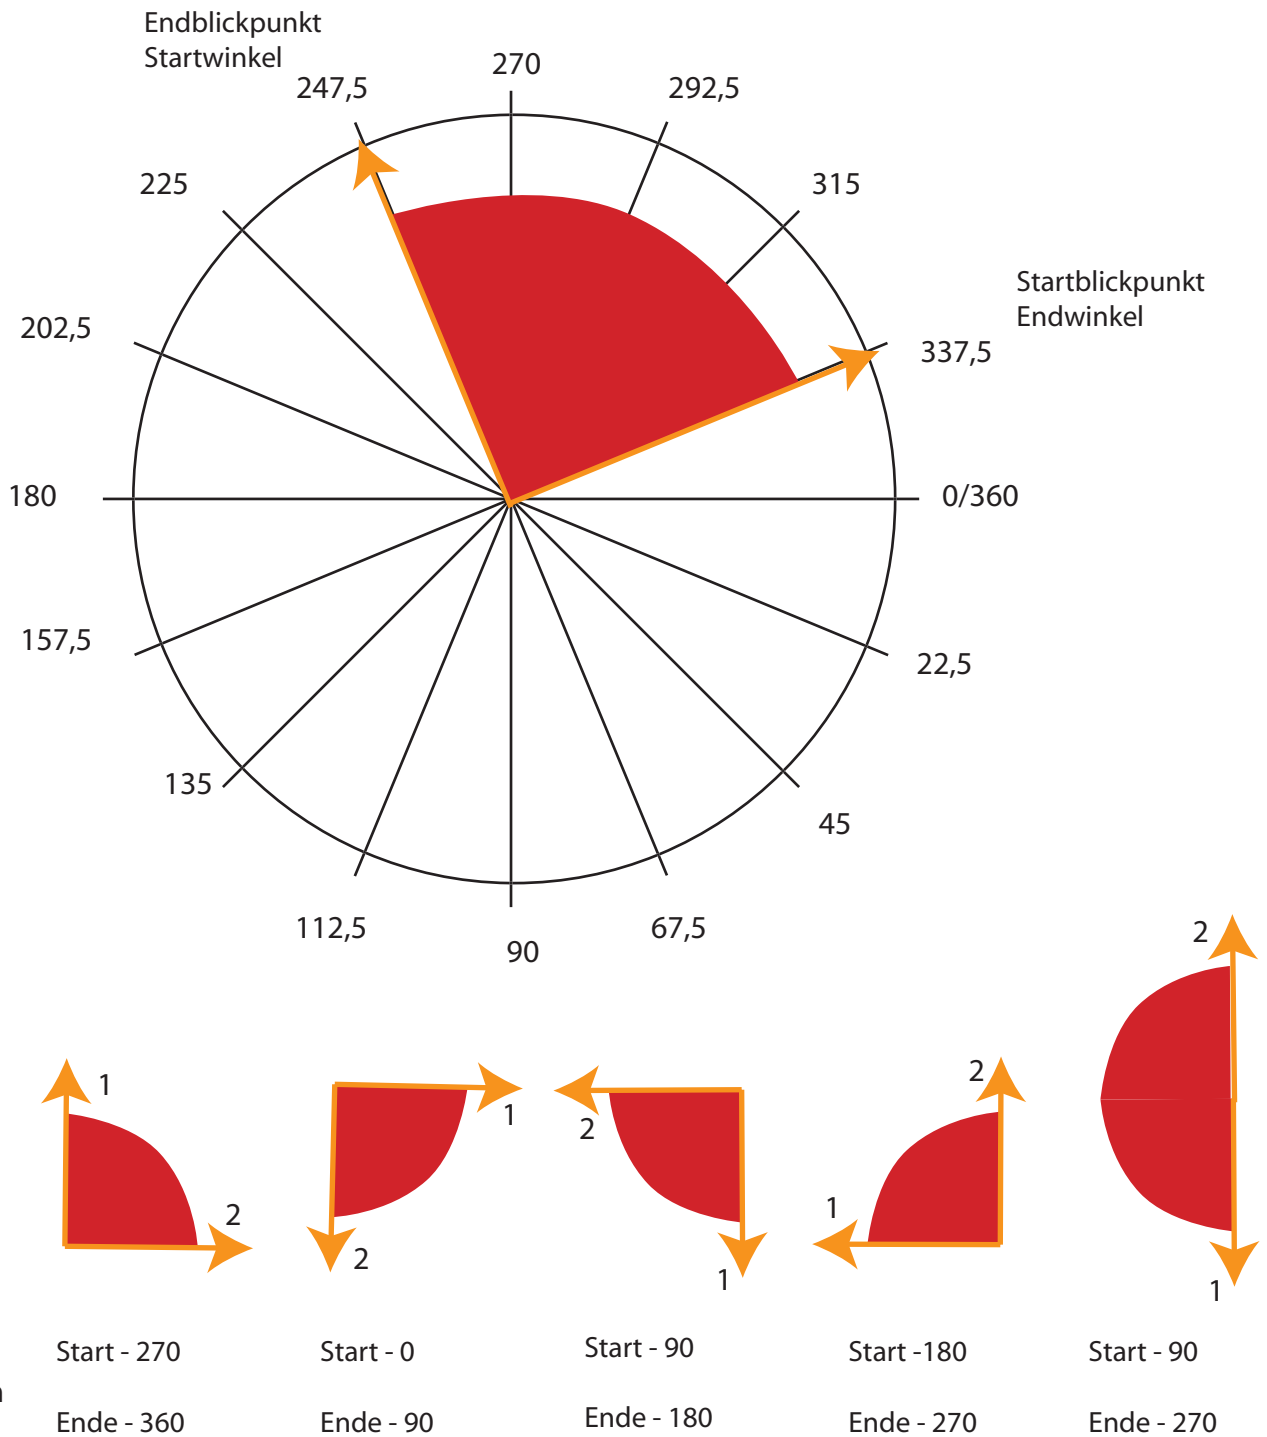 Endblickpunkt
Startwinkel
247,5
270
292,5
225
315
Startblickpunkt
Endwinkel
202,5
337,5
180
0/360
157,5
22,5
135
45
112,5
90
67,5
2
1
2
1
2
2
1
2
1
1
Start - 270
Start - 0
Start - 90
Start -180
Start - 90
Ende - 360
Ende - 90
Ende - 180
Ende - 270
Ende - 270